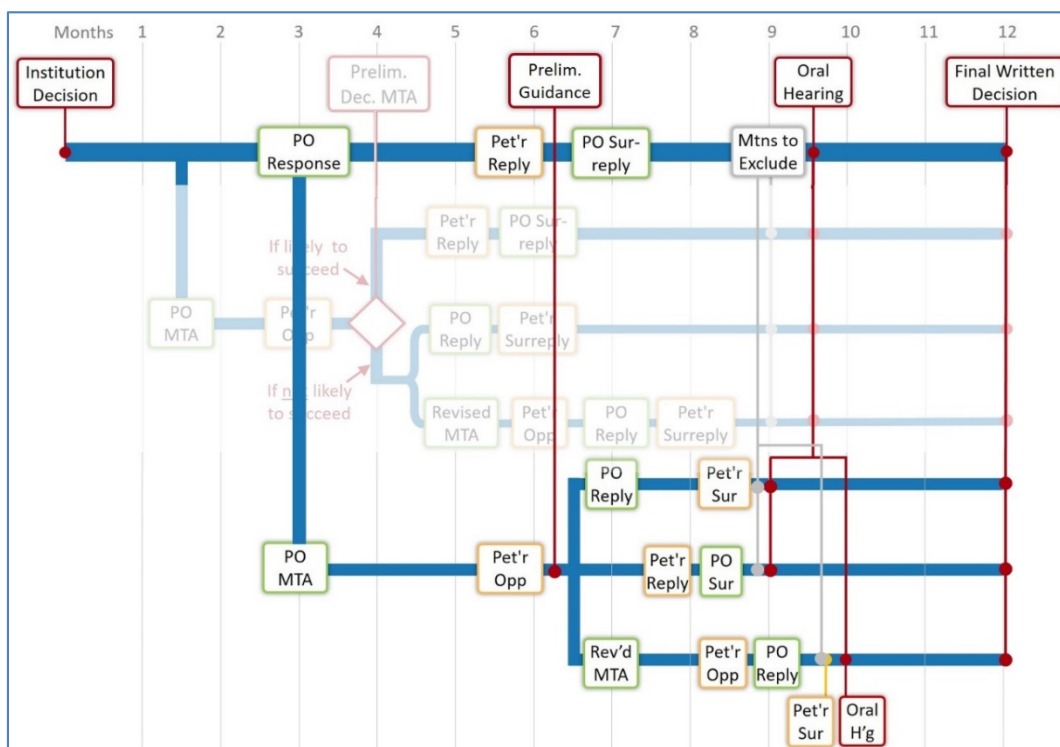 Months 1 2 3 4 5 6 7 8 9 10 11 12
Institution
Decision
Prelim.
Dec. MTA
Prelim.
Guidance
Oral
Hearing
Final Written
Decision
PO
Response
Pet'r
Reply
PO Sur-
reply
Mtns to
Exclude
If likely to
succeed
Pet'r
Reply
PO Sur-
reply
PO
MTA
Pet'r
Opp
PO
Reply
Pet'r
Surreply
If not likely
to succeed
Revised
MTA
Pet'r
Opp
PO
Reply
Pet'r
Surreply
PO
Reply
Pet'r
Sur
PO
MTA
Pet'r
Opp
Pet'r
Reply
PO
Sur
Rev’d
MTA
Pet'r
Opp
PO
Reply
Pet'r
Sur
Oral
H'g